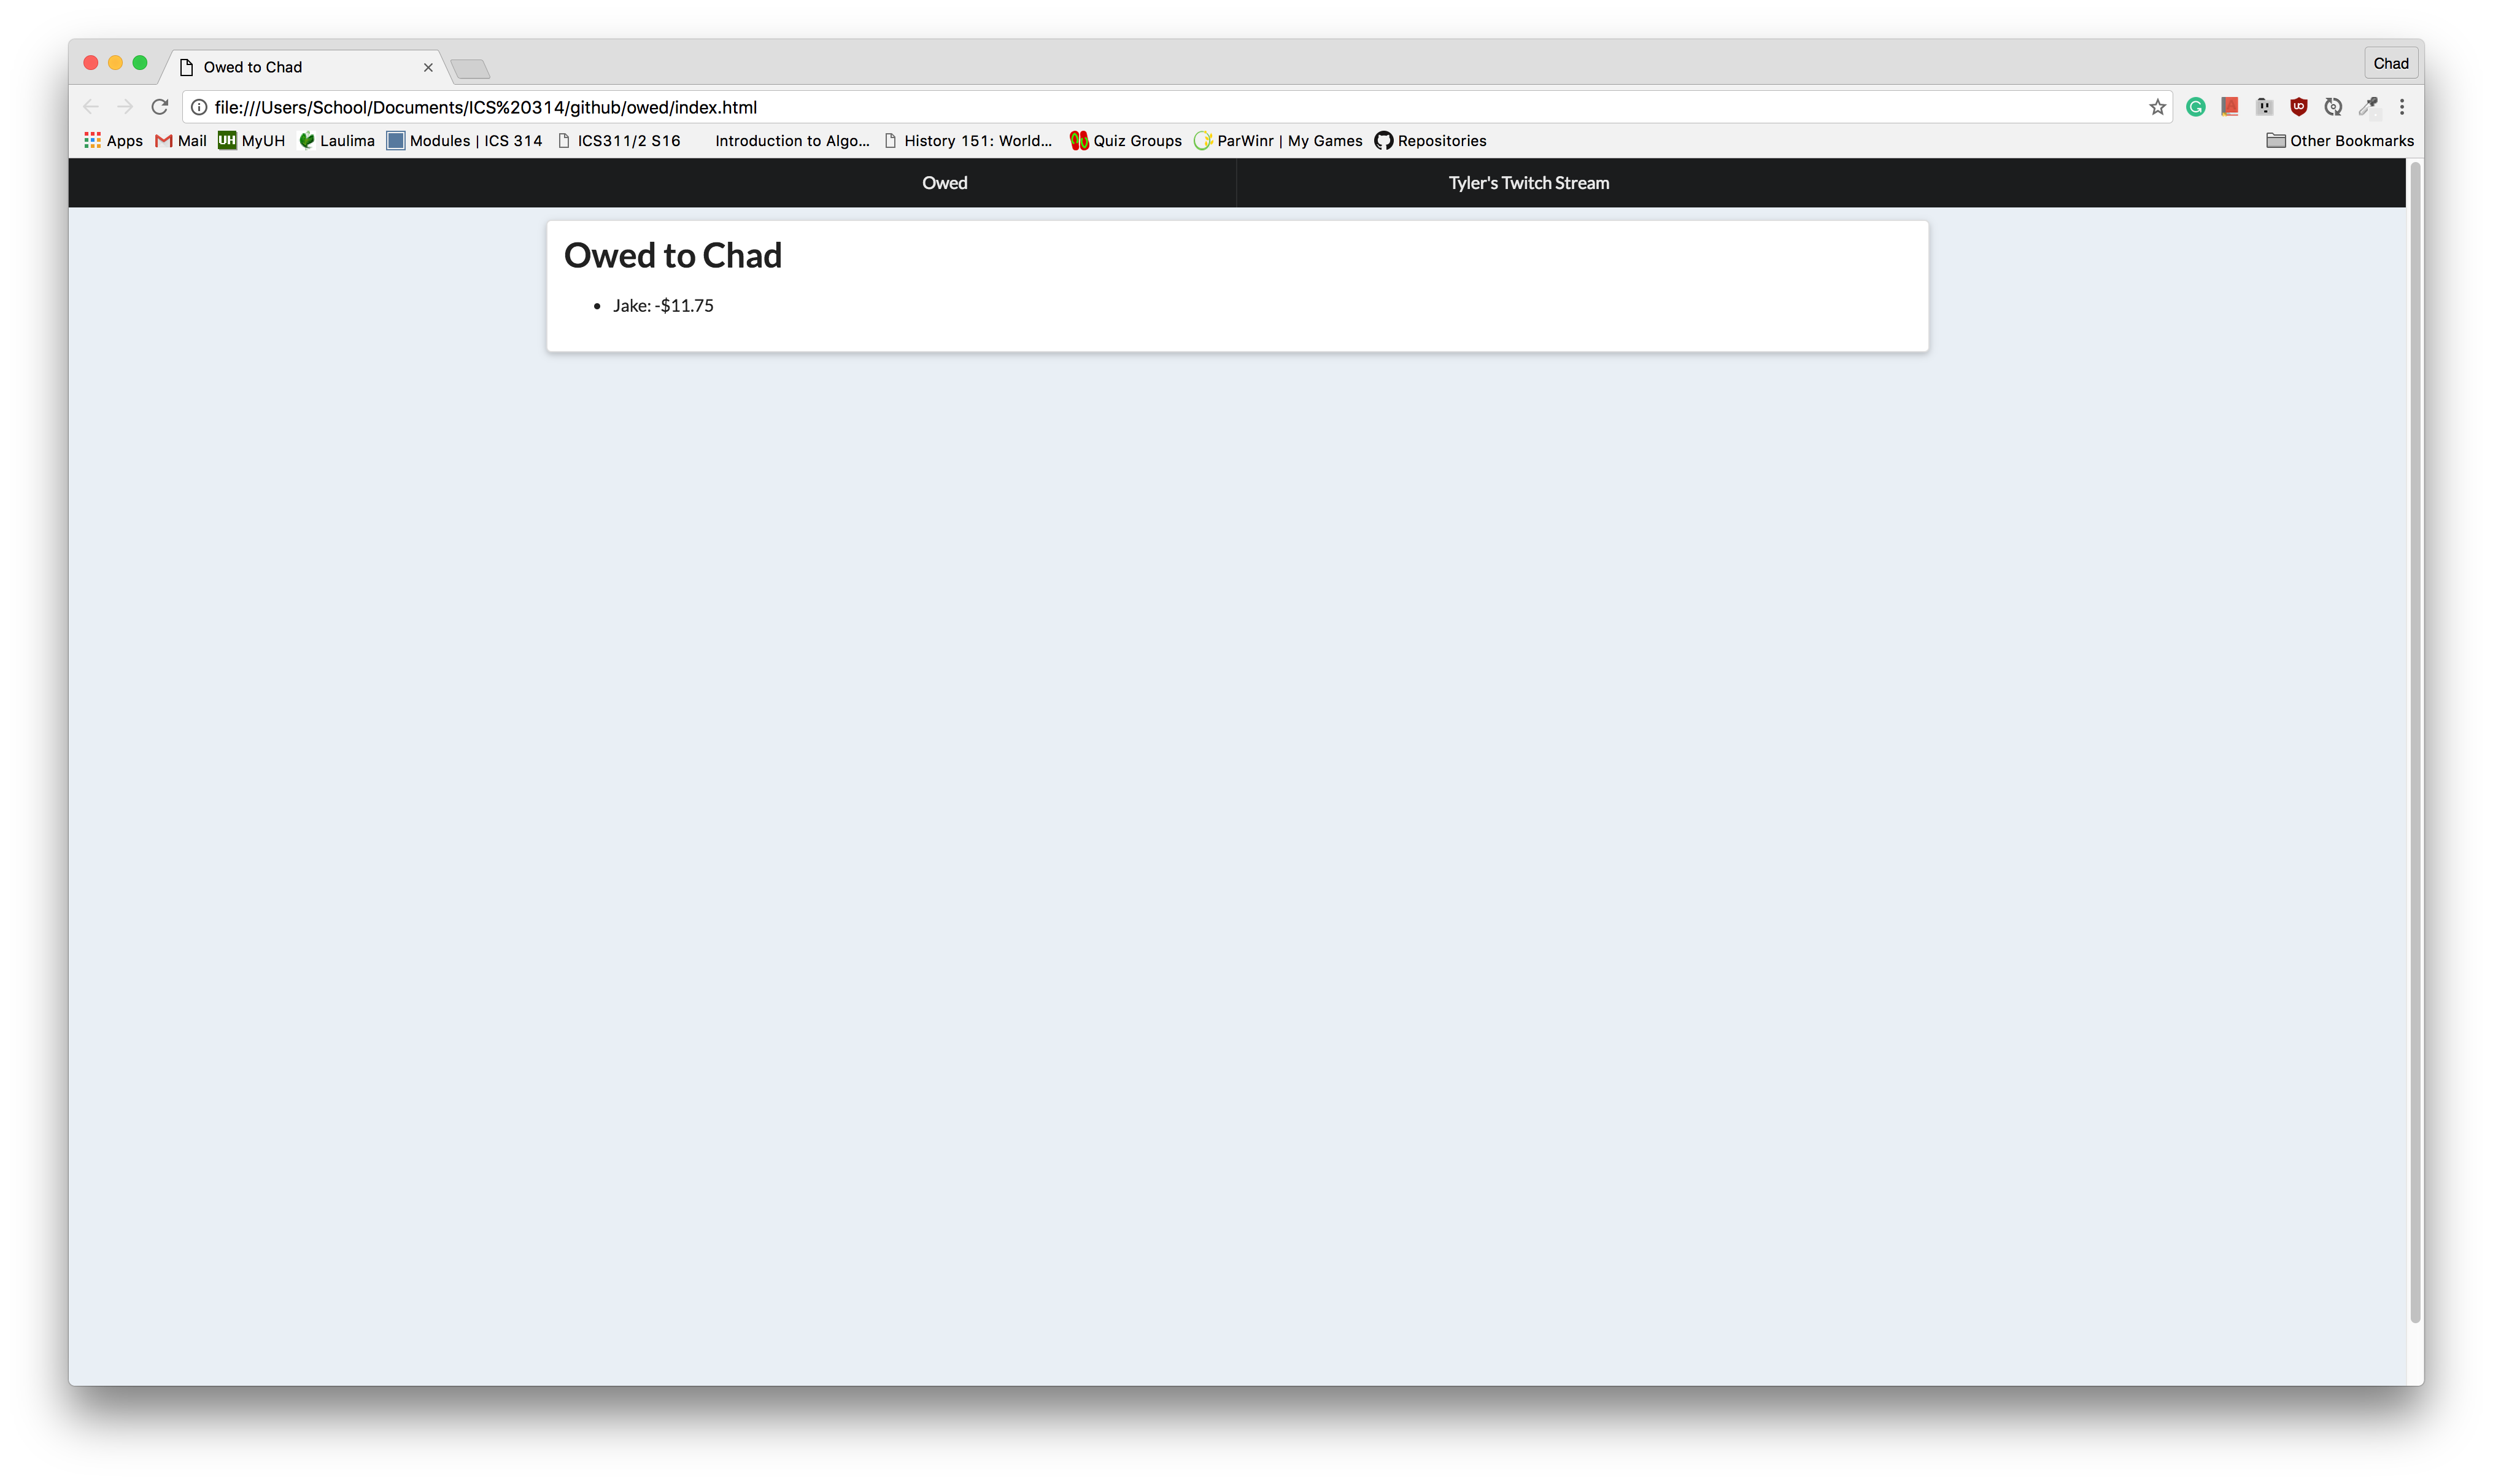 Owed to Chad
Chad
file:///Users/School/Documents/ICS%20314/github/owed/index.html
Apps Mail UH MyUH Laulima Modules | ICS 314 ICS311/2 S16 Introduction to Algo... History 151: World... Quiz Groups ParWinr | My Games Repositories Other Bookmarks
Owed Tyler's Twitch Stream
Owed to Chad
• Jake: -$11.75